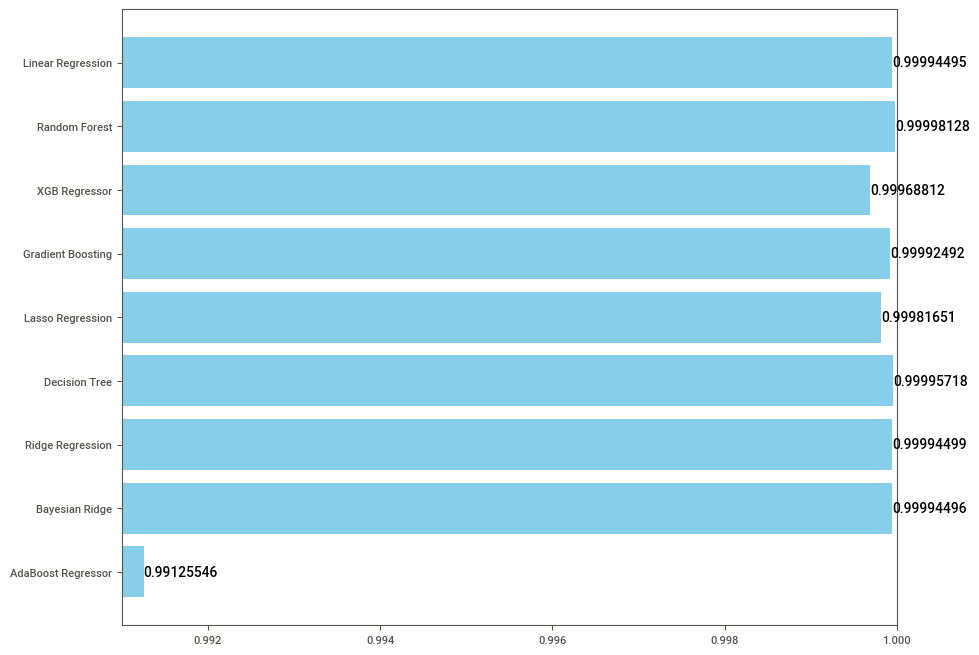 Linear Regression 0.99994495
Random Forest 0.99998128
XGB Regressor 0.99968812
Gradient Boosting 0.99992492
Lasso Regression 0.99981651
Decision Tree 0.99995718
Ridge Regression 0.99994499
Bayesian Ridge 0.99994496
AdaBoost Regressor 0.99125546
0.992 0.994 0.996 0.998 1.000